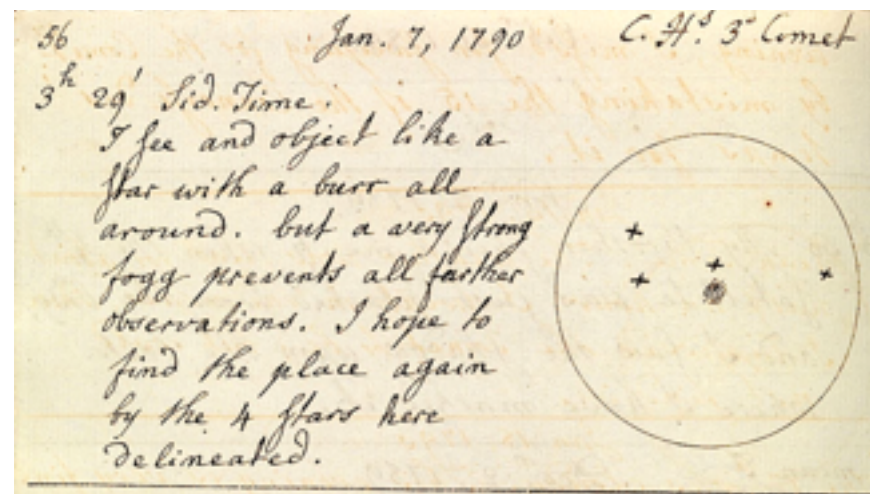 56 Jan. 7, 1790 C. H's. 3d Comet
3h 29' Sid. Time.
I see and object like a
star with a burr all
around. but a very strong
fogg prevents all further
observations. I hope to
find the place again
by the 4 stars here
delineated.